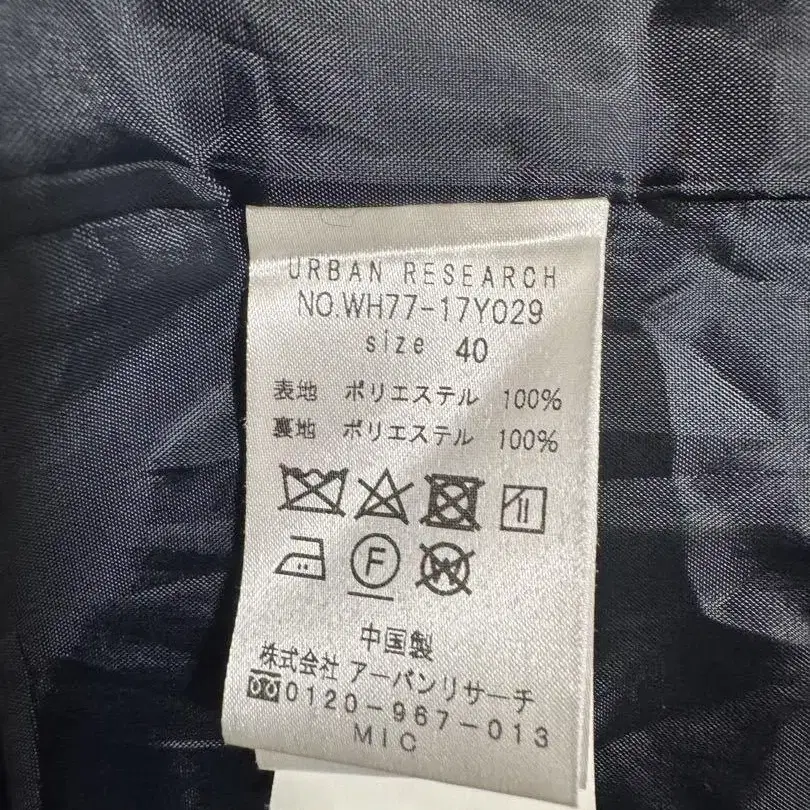 URBAN RESEARCH
NO.WH77-17Y029
size 40
表地 ポリエステル 100%
裏地 ポリエステル 100%
F
W
中国製
株式会社 アーバンリサーチ
0120-967-013
MIC